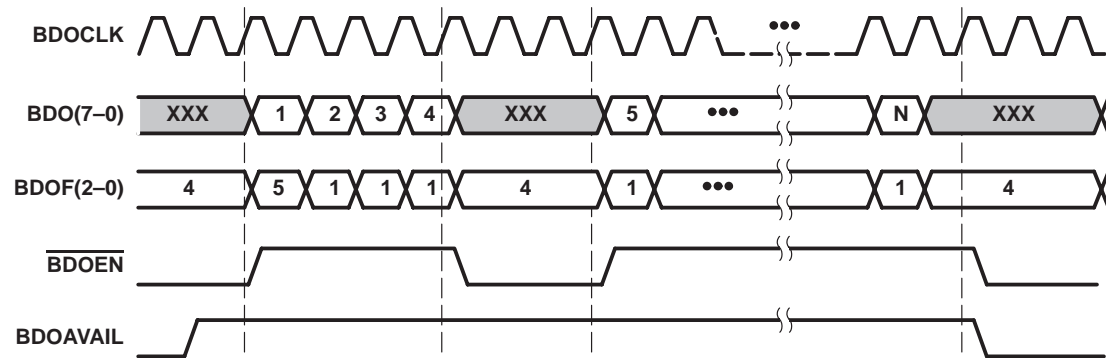 BDOCLK
•••
BDO(7–0) XXX 1 2 3 4 XXX 5 ••• N XXX
BDOF(2–0) 4 5 1 1 1 4 1 ••• 1 4
BDOEN
BDOAVAIL